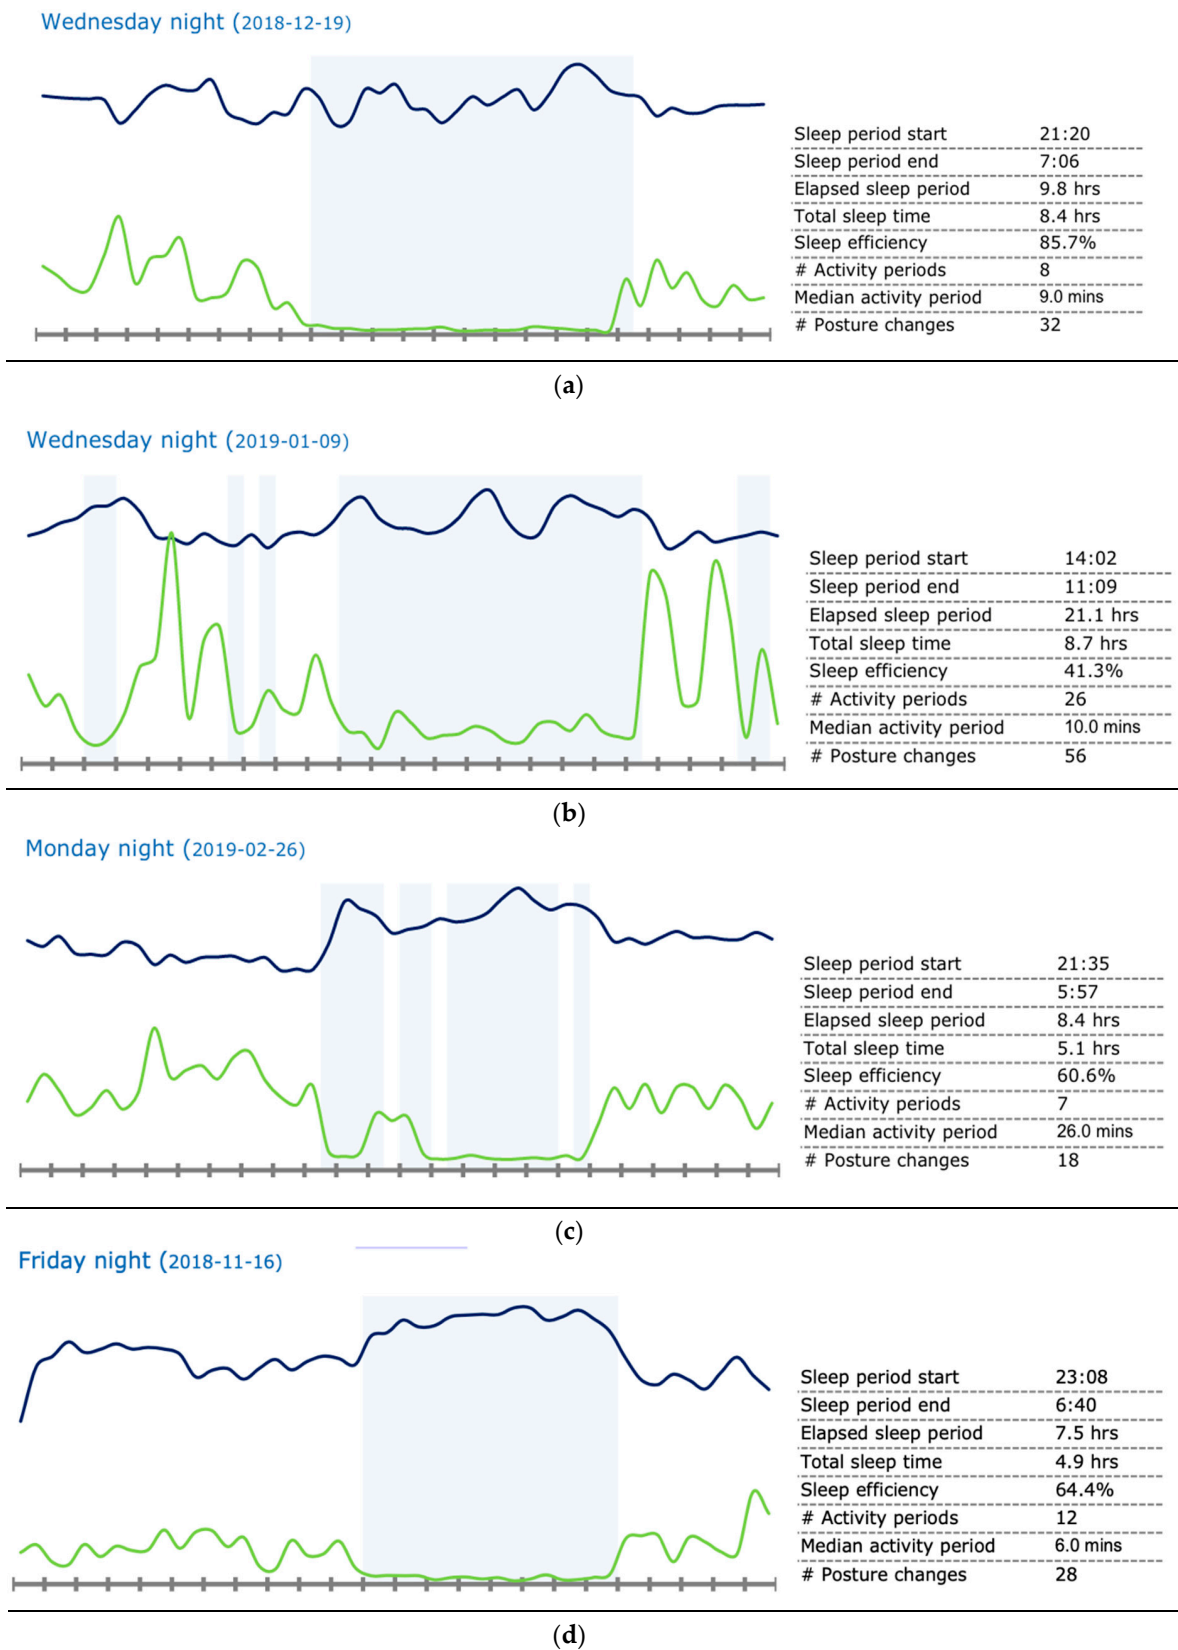 Wednesday night (2018-12-19)
Sleep period start 21:20
Sleep period end 7:06
Elapsed sleep period 9.8 hrs
Total sleep time 8.4 hrs
Sleep efficiency 85.7%
# Activity periods 8
Median activity period 9.0 mins
# Posture changes 32
(a)
Wednesday night (2019-01-09)
Sleep period start 14:02
Sleep period end 11:09
Elapsed sleep period 21.1 hrs
Total sleep time 8.7 hrs
Sleep efficiency 41.3%
# Activity periods 26
Median activity period 10.0 mins
# Posture changes 56
(b)
Monday night (2019-02-26)
Sleep period start 21:35
Sleep period end 5:57
Elapsed sleep period 8.4 hrs
Total sleep time 5.1 hrs
Sleep efficiency 60.6%
# Activity periods 7
Median activity period 26.0 mins
# Posture changes 18
(c)
Friday night (2018-11-16)
Sleep period start 23:08
Sleep period end 6:40
Elapsed sleep period 7.5 hrs
Total sleep time 4.9 hrs
Sleep efficiency 64.4%
# Activity periods 12
Median activity period 6.0 mins
# Posture changes 28
(d)